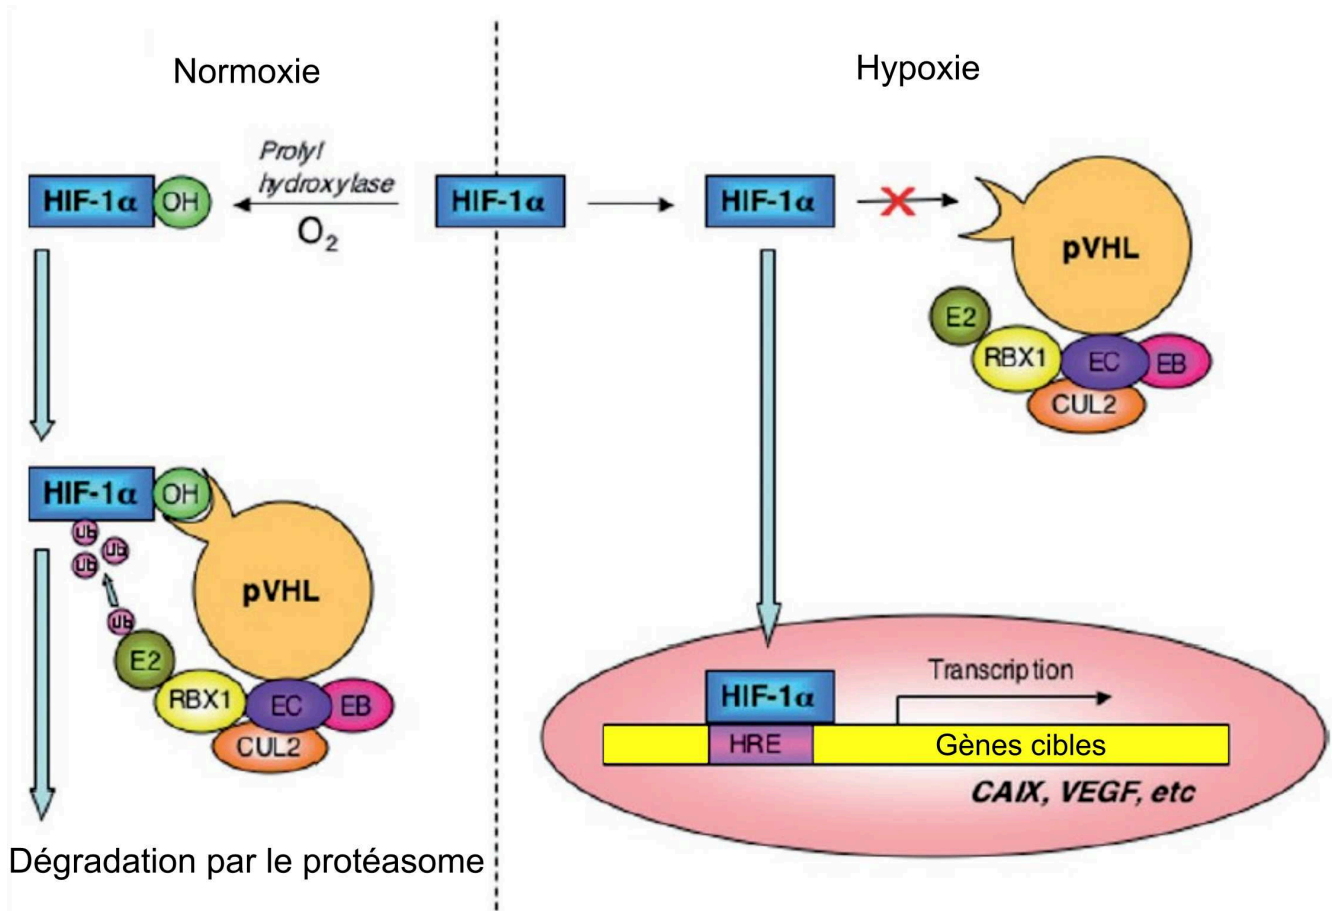 Normoxie
Hypoxie
Prolyl
hydroxylase
O2
HIF-1α
OH
HIF-1α
HIF-1α
pVHL
E2
RBX1
EC
EB
CUL2
HIF-1α
OH
Ub
Ub
Ub
Ub
pVHL
E2
RBX1
EC
EB
CUL2
Transcription
HIF-1α
HRE
Gènes cibles
CAIX, VEGF, etc
Dégradation par le protéasome